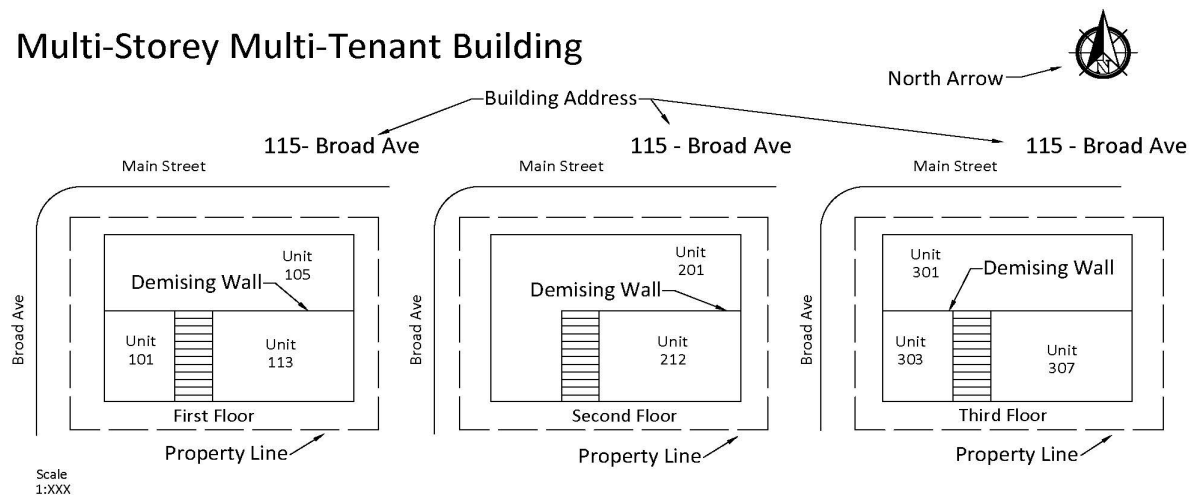 Multi-Storey Multi-Tenant Building
N
North Arrow
Building Address
115- Broad Ave
115 - Broad Ave
115 - Broad Ave
Main Street
Main Street
Main Street
Broad Ave
Unit
105
Demising Wall
Unit
101
Unit
113
First Floor
Property Line
Broad Ave
Unit
201
Demising Wall
Unit
212
Second Floor
Property Line
Broad Ave
Unit
301
Demising Wall
Unit
303
Unit
307
Third Floor
Property Line
Scale
1:XXX